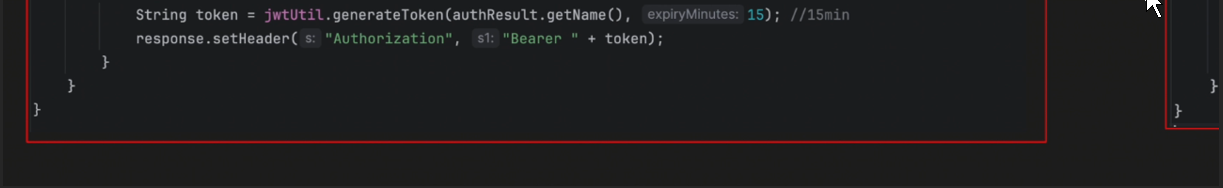 String token = jwtUtil.generateToken(authResult.getName(), expiryMinutes: 15); //15min
response.setHeader( s: "Authorization", s1: "Bearer " + token);
}
}
}
}
}